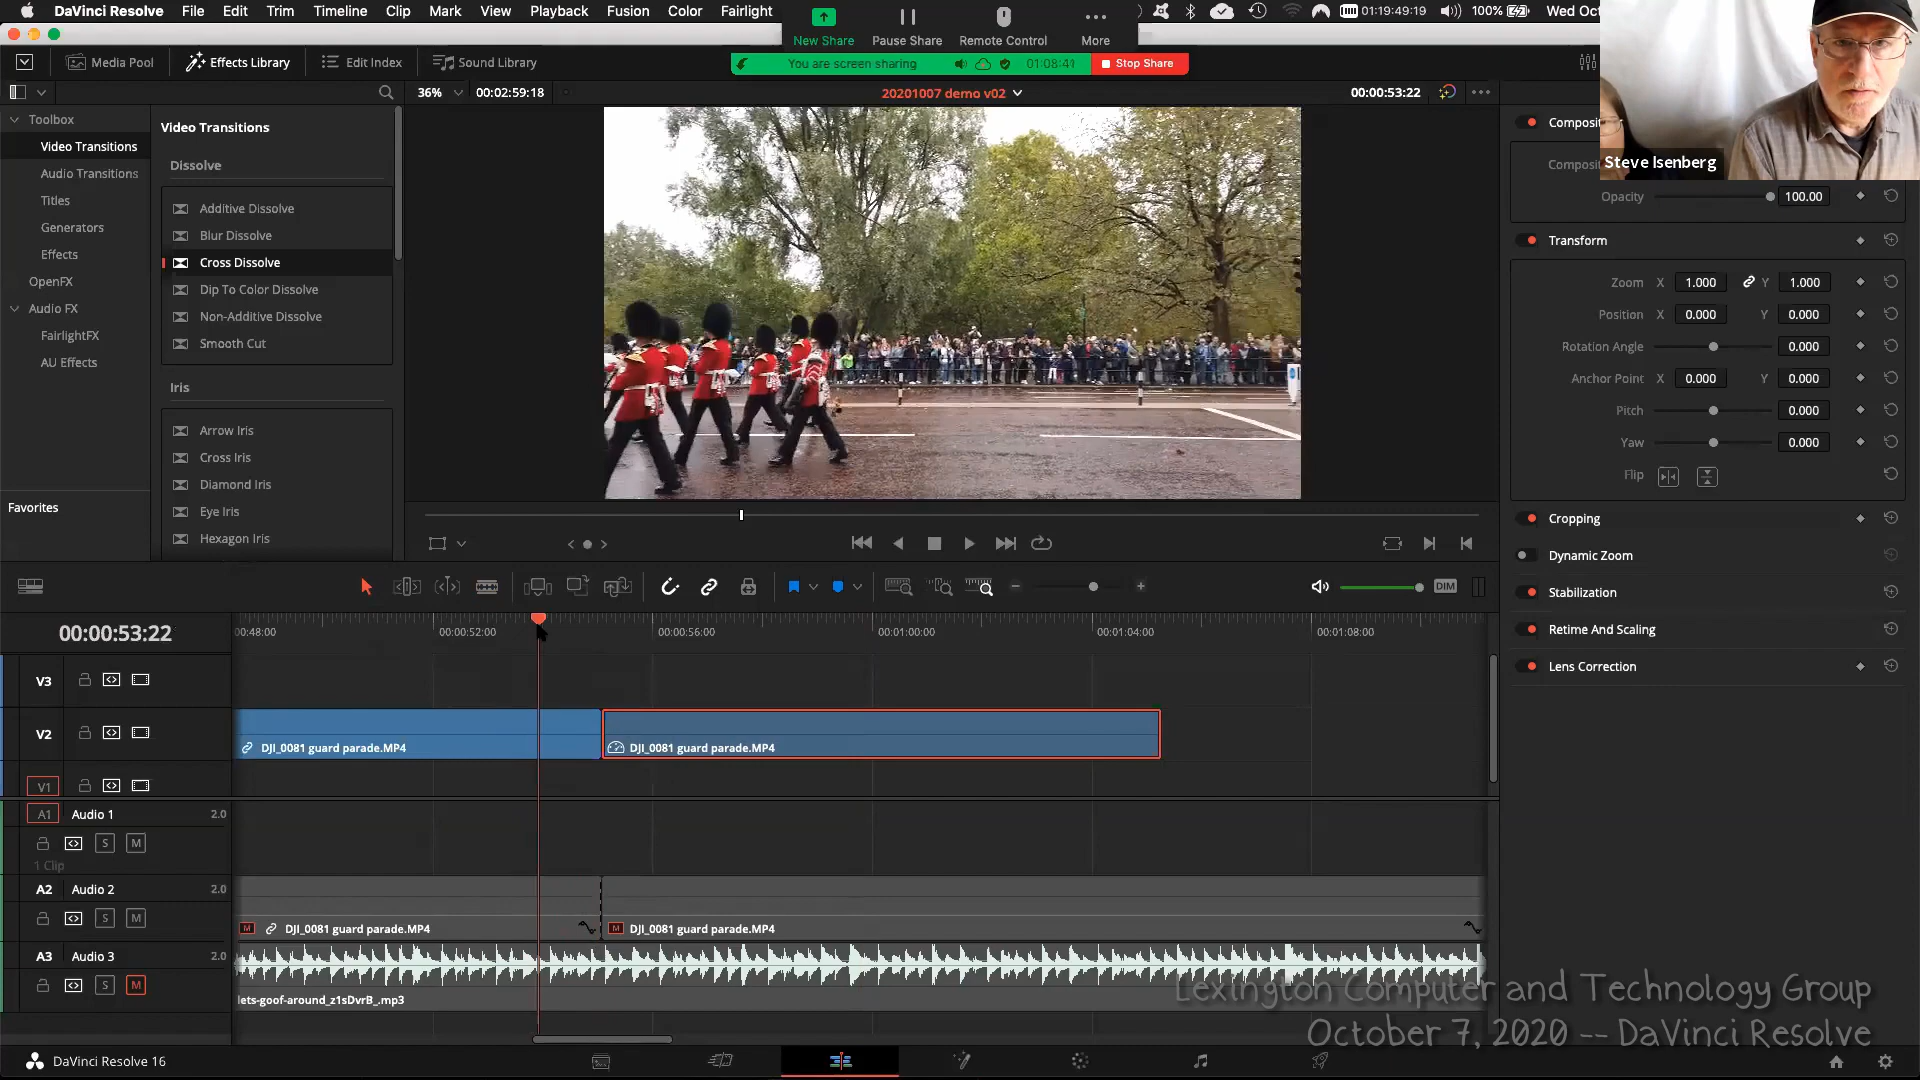 DaVinci Resolve File Edit Trim Timeline Clip Mark View Playback Fusion Color Fairlight
01:19:49:19 100% Wed Oct
New Share Pause Share Remote Control More
You are screen sharing 01:08:41 Stop Share
Media Pool Effects Library Edit Index Sound Library
36% 00:02:59:18 20201007 demo v02 00:00:53:22
Toolbox
Video Transitions
Audio Transitions
Titles
Generators
Effects
OpenFX
Audio FX
FairlightFX
AU Effects
Favorites
Video Transitions
Dissolve
Additive Dissolve
Blur Dissolve
Cross Dissolve
Dip To Color Dissolve
Non-Additive Dissolve
Smooth Cut
Iris
Arrow Iris
Cross Iris
Diamond Iris
Eye Iris
Hexagon Iris
Steve Isenberg
Composit
Compos
Opacity 100.00
Transform
Zoom X 1.000 Y 1.000
Position X 0.000 Y 0.000
Rotation Angle 0.000
Anchor Point X 0.000 Y 0.000
Pitch 0.000
Yaw 0.000
Flip
Cropping
Dynamic Zoom
Stabilization
Retime And Scaling
Lens Correction
DIM
00:00:53:22
00:48:00 00:00:52:00 00:00:56:00 00:01:00:00 00:01:04:00 00:01:08:00
V3
V2
DJI_0081 guard parade.MP4 DJI_0081 guard parade.MP4
V1
A1 Audio 1 2.0
S M
1 Clip
A2 Audio 2 2.0
S M
M DJI_0081 guard parade.MP4 M DJI_0081 guard parade.MP4
A3 Audio 3 2.0
S M
lets-goof-around_z1sDvrB_.mp3
Lexington Computer and Technology Group
October 7, 2020 -- DaVinci Resolve
DaVinci Resolve 16